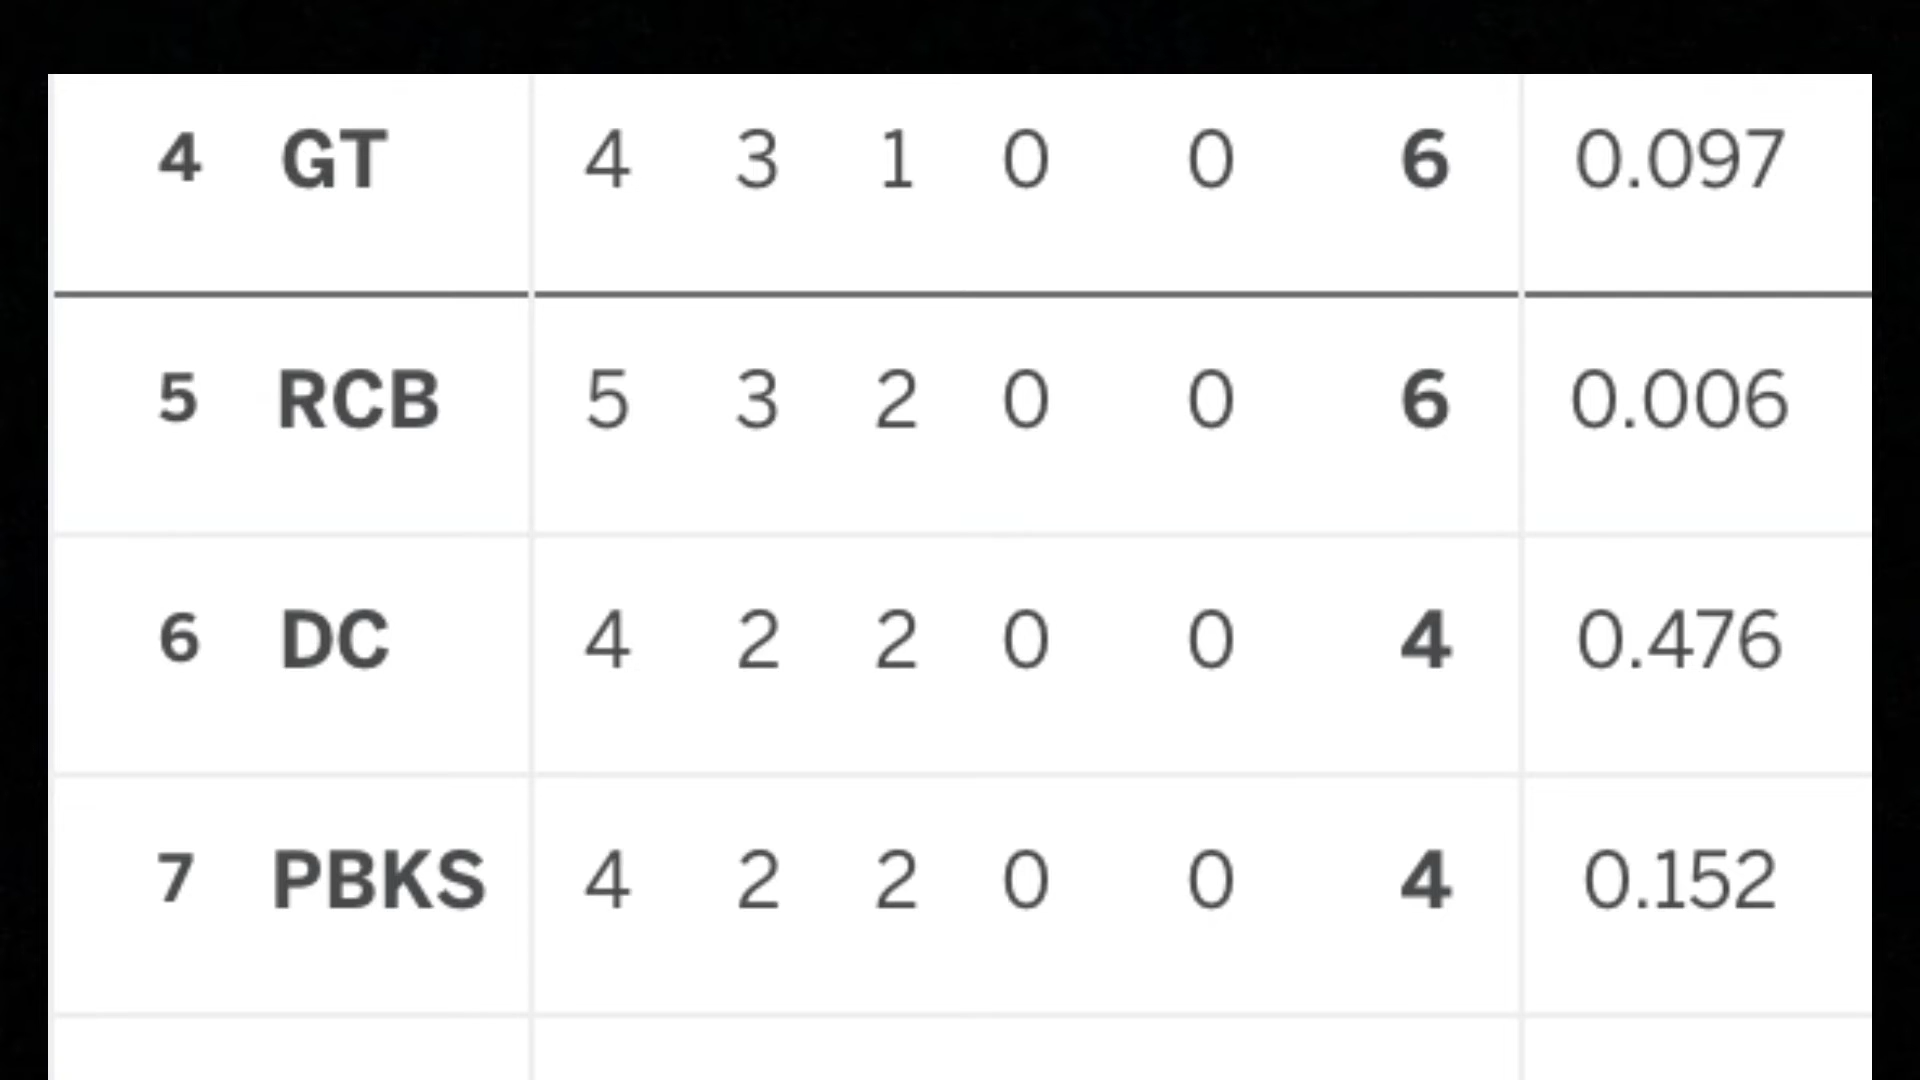 4 GT 4 3 1 0 0 6 0.097
5 RCB 5 3 2 0 0 6 0.006
6 DC 4 2 2 0 0 4 0.476
7 PBKS 4 2 2 0 0 4 0.152